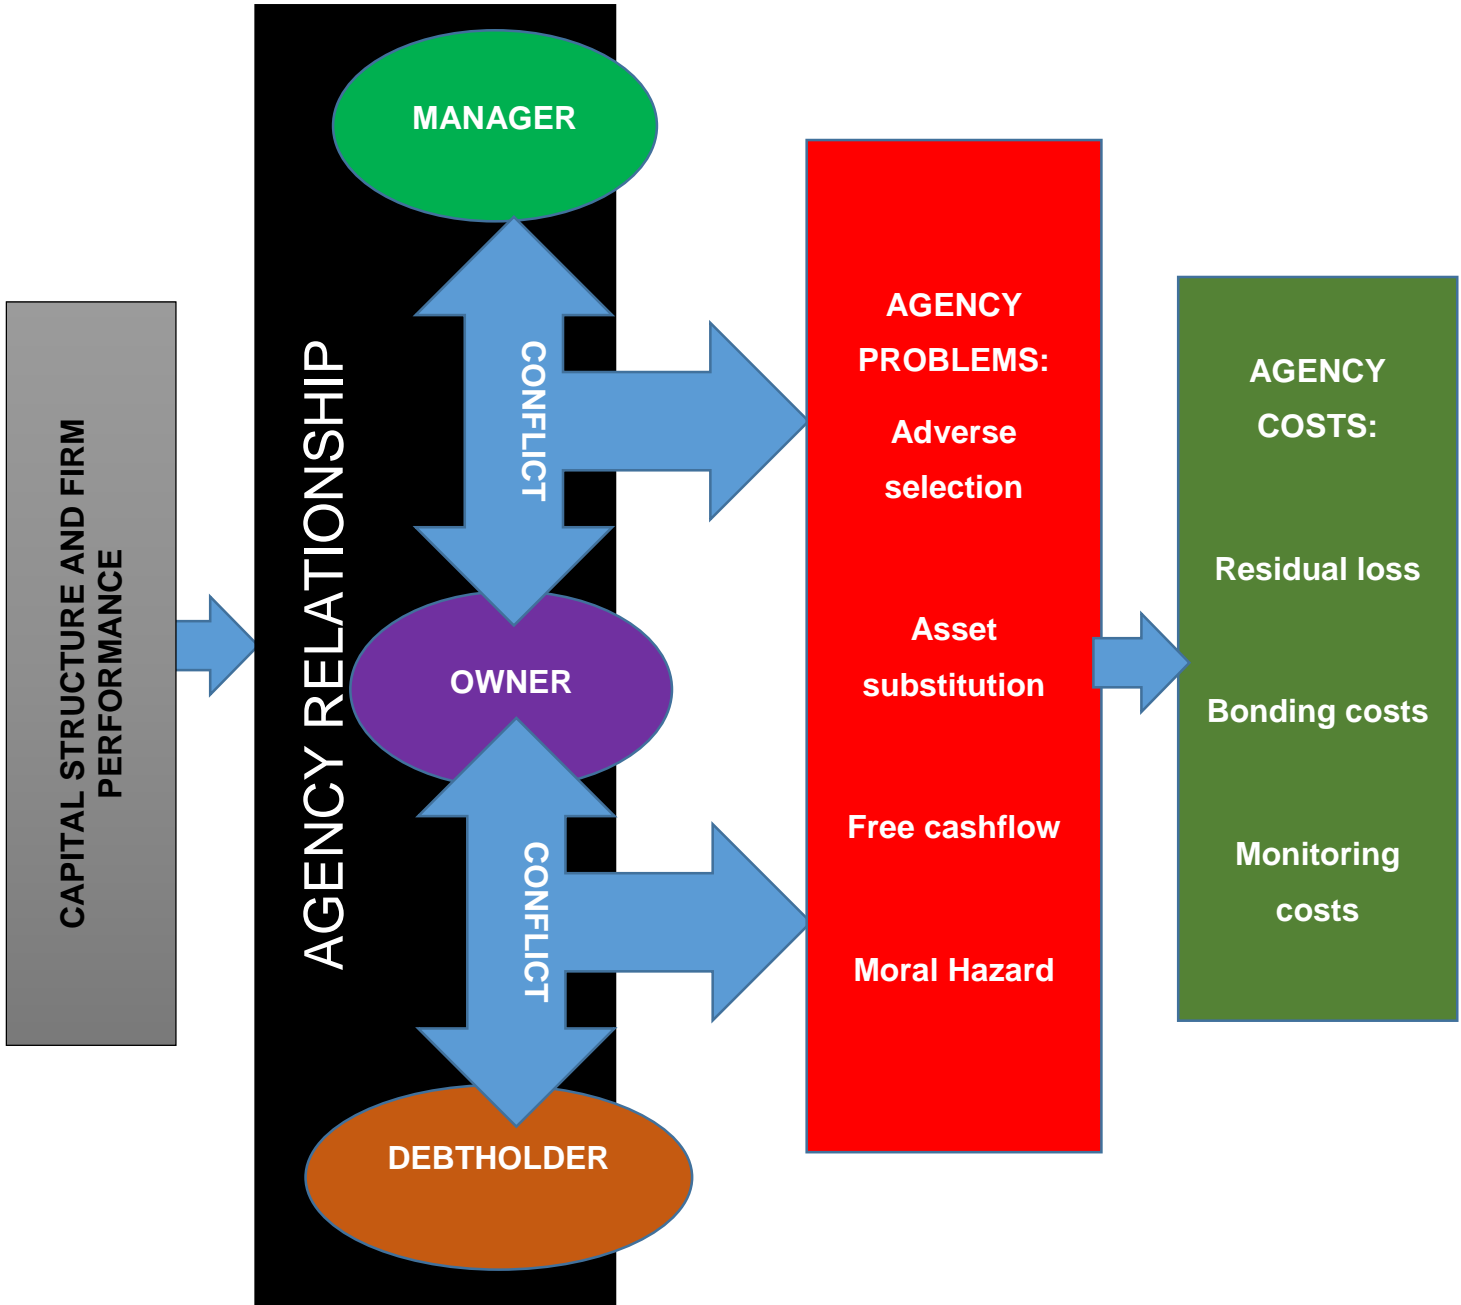 CAPITAL STRUCTURE AND FIRM
PERFORMANCE
AGENCY RELATIONSHIP
MANAGER
CONFLICT
OWNER
CONFLICT
DEBTHOLDER
AGENCY
PROBLEMS:
Adverse
selection
Asset
substitution
Free cashflow
Moral Hazard
AGENCY
COSTS:
Residual loss
Bonding costs
Monitoring
costs